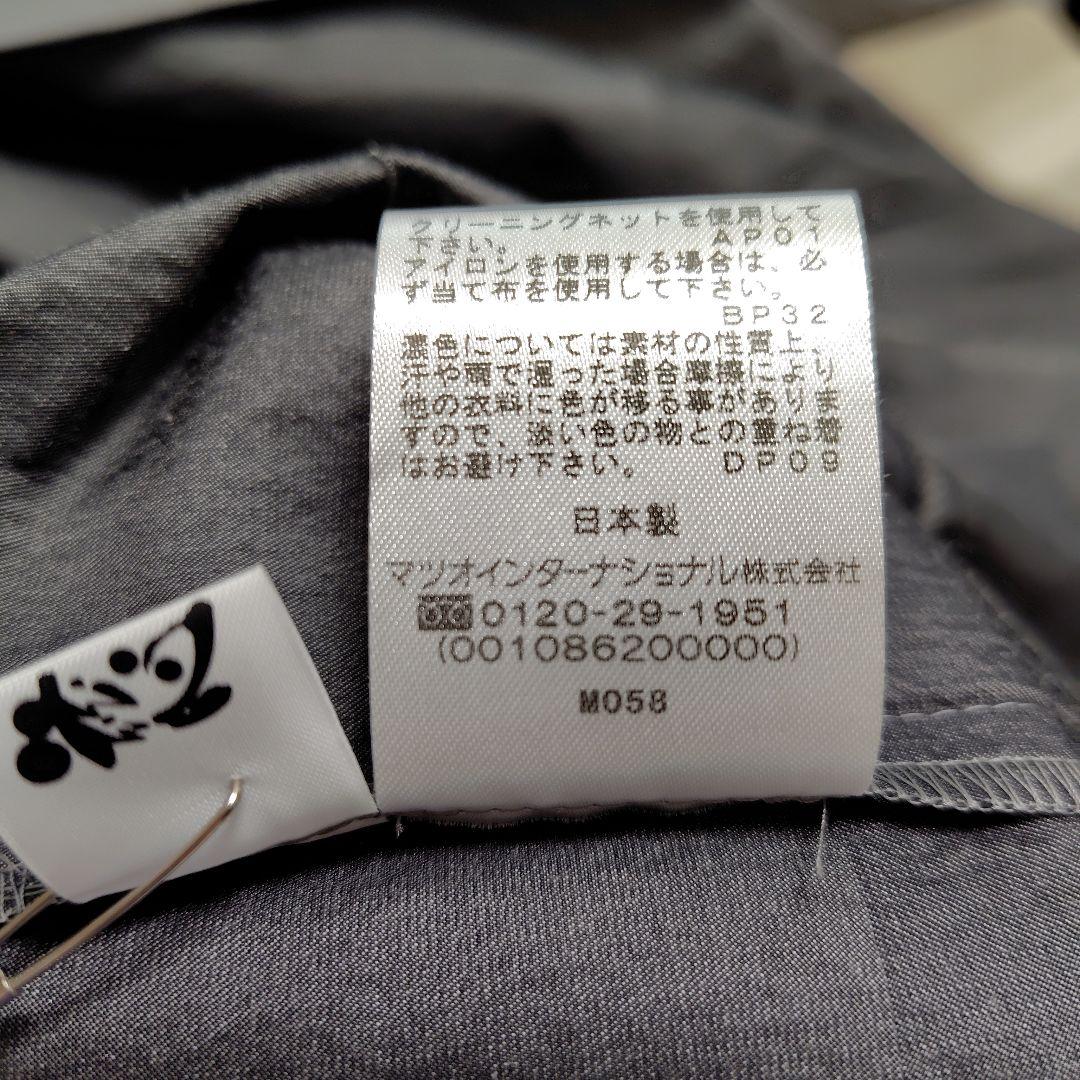 クリーニングネットを使用して
下さい。 AP01
アイロンを使用する場合は、必
ず当て布を使用して下さい。
BP32
濃色については素材の性質上、
汗や雨で湿った場合摩擦により
他の衣料に色が移る事がありま
すので、淡い色の物との重ね着
はお避け下さい。 DP09
日本製
マツオインターナショナル株式会社
0120-29-1951
(001086200000)
M058